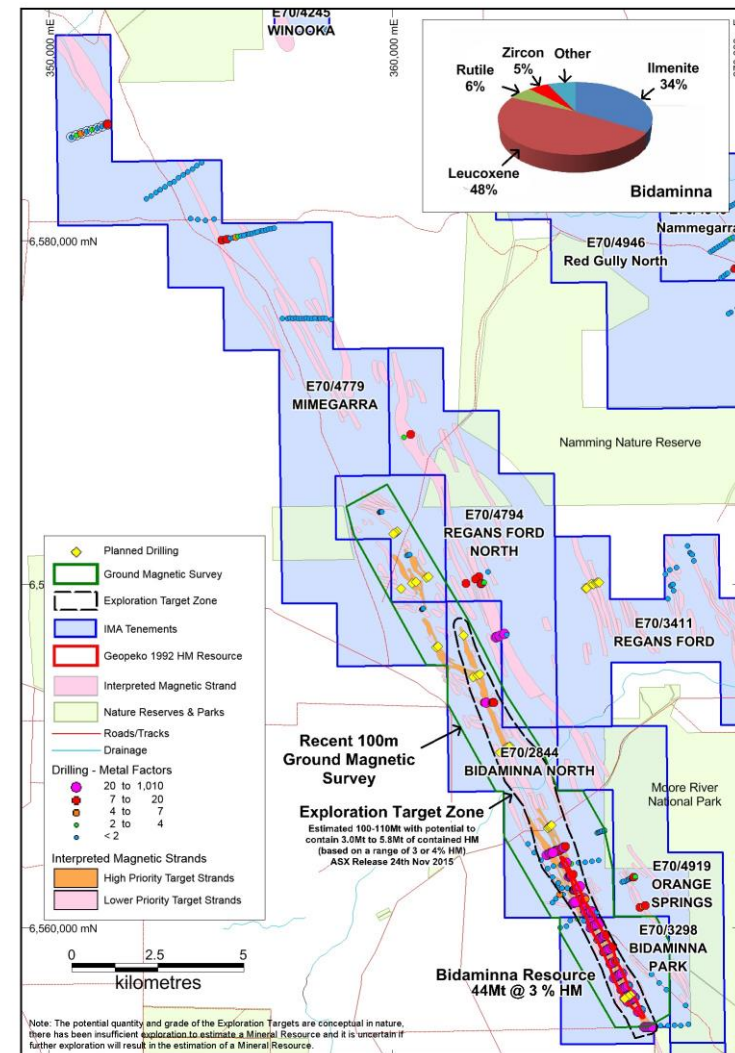 E70/4245
WINOOKA
350,000 mE
360,000 mE
Zircon
5%
Other
Rutile
6%
Ilmenite
34%
Leucoxene
48%
Bidaminna
6,580,000 mN
E70/4946
Red Gully North
Nammegarra
E70/4779
MIMEGARRA
Namming Nature Reserve
E70/4794
REGANS FORD
NORTH
E70/3411
REGANS FORD
Planned Drilling
Ground Magnetic Survey
Exploration Target Zone
IMA Tenements
Geopeko 1992 HM Resource
Interpreted Magnetic Strand
Nature Reserves & Parks
Roads/Tracks
Drainage
Drilling - Metal Factors
20 to 1,010
7 to 20
4 to 7
2 to 4
< 2
Interpreted Magnetic Strands
High Priority Target Strands
Lower Priority Target Strands
Recent 100m
Ground Magnetic
Survey
E70/2844
BIDAMINNA NORTH
Moore River
National Park
Exploration Target Zone
Estimated 100-110Mt with potential to
contain 3.0Mt to 5.8Mt of contained HM
(based on a range of 3 or 4% HM)
ASX Release 24th Nov 2015
E70/4919
ORANGE
SPRINGS
6,560,000 mN
E70/3298
BIDAMINNA
PARK
0 2.5 5
kilometres
Bidaminna Resource
44Mt @ 3 % HM
Note: The potential quantity and grade of the Exploration Targets are conceptual in nature,
there has been insufficient exploration to estimate a Mineral Resource and it is uncertain if
further exploration will result in the estimation of a Mineral Resource.